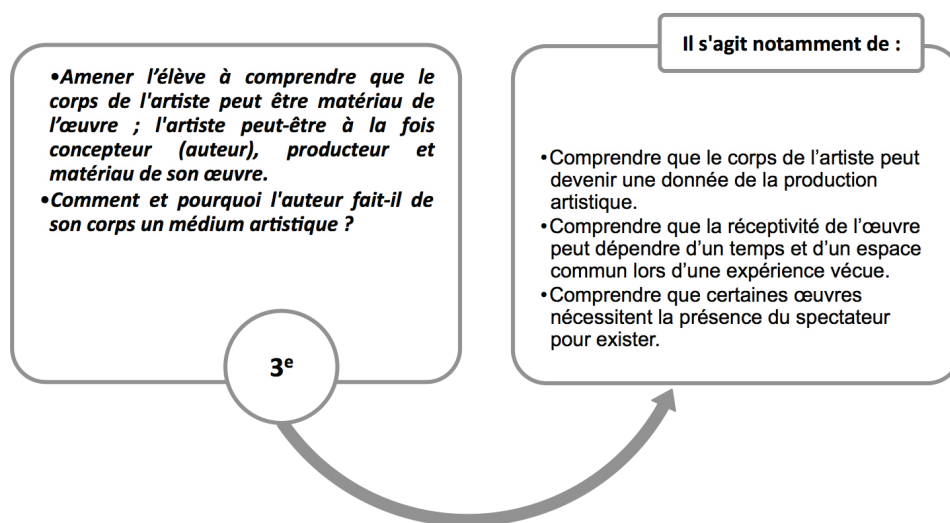 •Amener l'élève à comprendre que le
corps de l'artiste peut être matériau de
l'œuvre ; l'artiste peut-être à la fois
concepteur (auteur), producteur et
matériau de son œuvre.
•Comment et pourquoi l'auteur fait-il de
son corps un médium artistique ?
3e
Il s'agit notamment de :
•Comprendre que le corps de l'artiste peut
devenir une donnée de la production
artistique.
•Comprendre que la réceptivité de l'œuvre
peut dépendre d'un temps et d'un espace
commun lors d'une expérience vécue.
•Comprendre que certaines œuvres
nécessitent la présence du spectateur
pour exister.